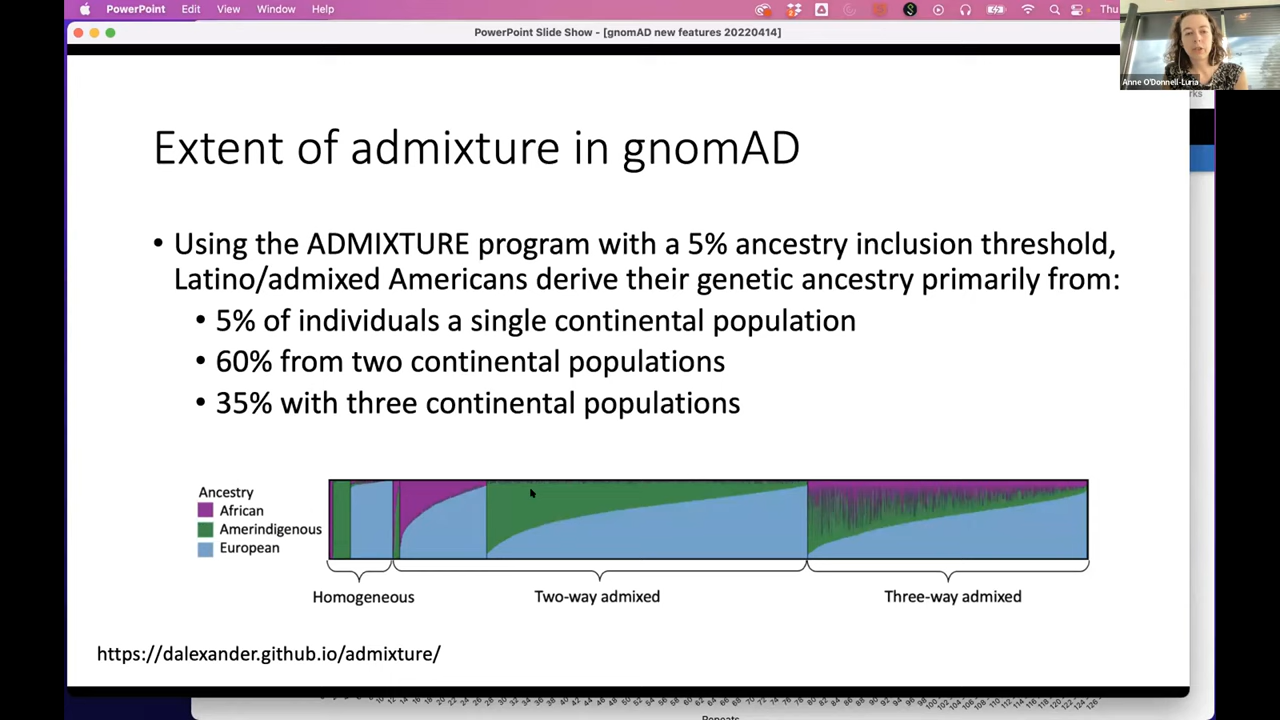 PowerPoint Edit View Window Help Thu
PowerPoint Slide Show - [gnomAD new features 20220414]
Anne O'Donnell-Luria
rks
Extent of admixture in gnomAD
• Using the ADMIXTURE program with a 5% ancestry inclusion threshold,
Latino/admixed Americans derive their genetic ancestry primarily from:
• 5% of individuals a single continental population
• 60% from two continental populations
• 35% with three continental populations
Ancestry
African
Amerindigenous
European
Homogeneous Two-way admixed Three-way admixed
https://dalexander.github.io/admixture/